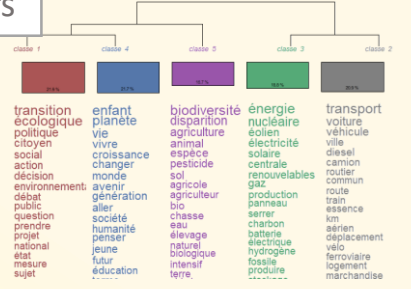 classe 1
classe 4
classe 5
classe 3
classe 2
transition
écologique
politique
citoyen
social
action
décision
environnement
débat
public
question
prendre
projet
national
état
mesure
sujet
enfant
planète
vie
vivre
croissance
changer
monde
avenir
génération
aller
société
humanité
penser
jeune
futur
éducation
biodiversité
disparition
agriculture
animal
espèce
pesticide
sol
agricole
agriculteur
bio
chasse
eau
élevage
naturel
biologique
intensif
terre
énergie
nucléaire
éolien
électricité
solaire
centrale
renouvelables
gaz
production
panneau
serrer
charbon
batterie
électrique
hydrogène
fossile
produire
transport
voiture
véhicule
ville
diesel
camion
routier
commun
route
train
essence
km
aérien
déplacement
vélo
ferroviaire
logement
marchandise